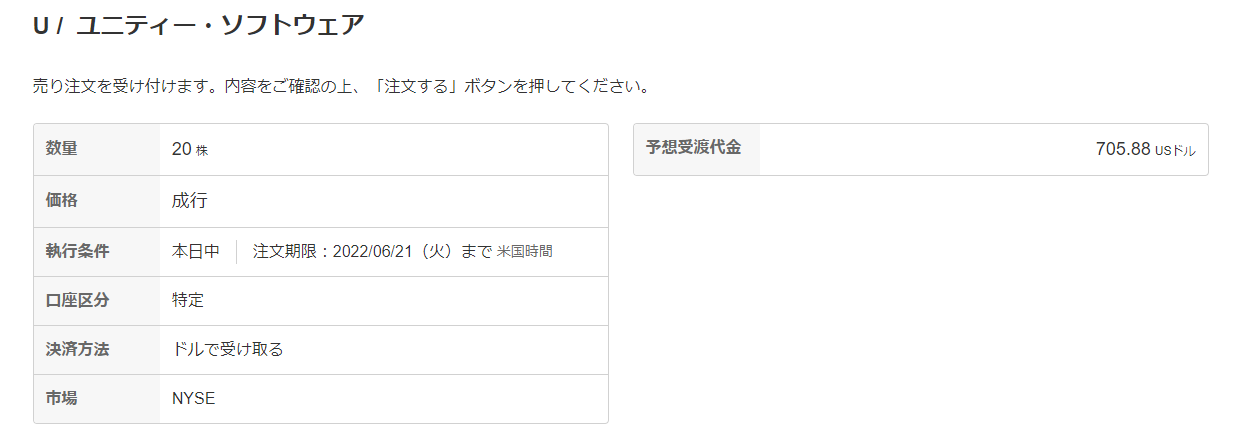 U / ユニティー・ソフトウェア
売り注文を受け付けます。内容をご確認の上、「注文する」ボタンを押してください。
数量 20 株
価格 成行
執行条件 本日中 注文期限：2022/06/21（火）まで 米国時間
口座区分 特定
決済方法 ドルで受け取る
市場 NYSE
予想受渡代金 705.88 USドル